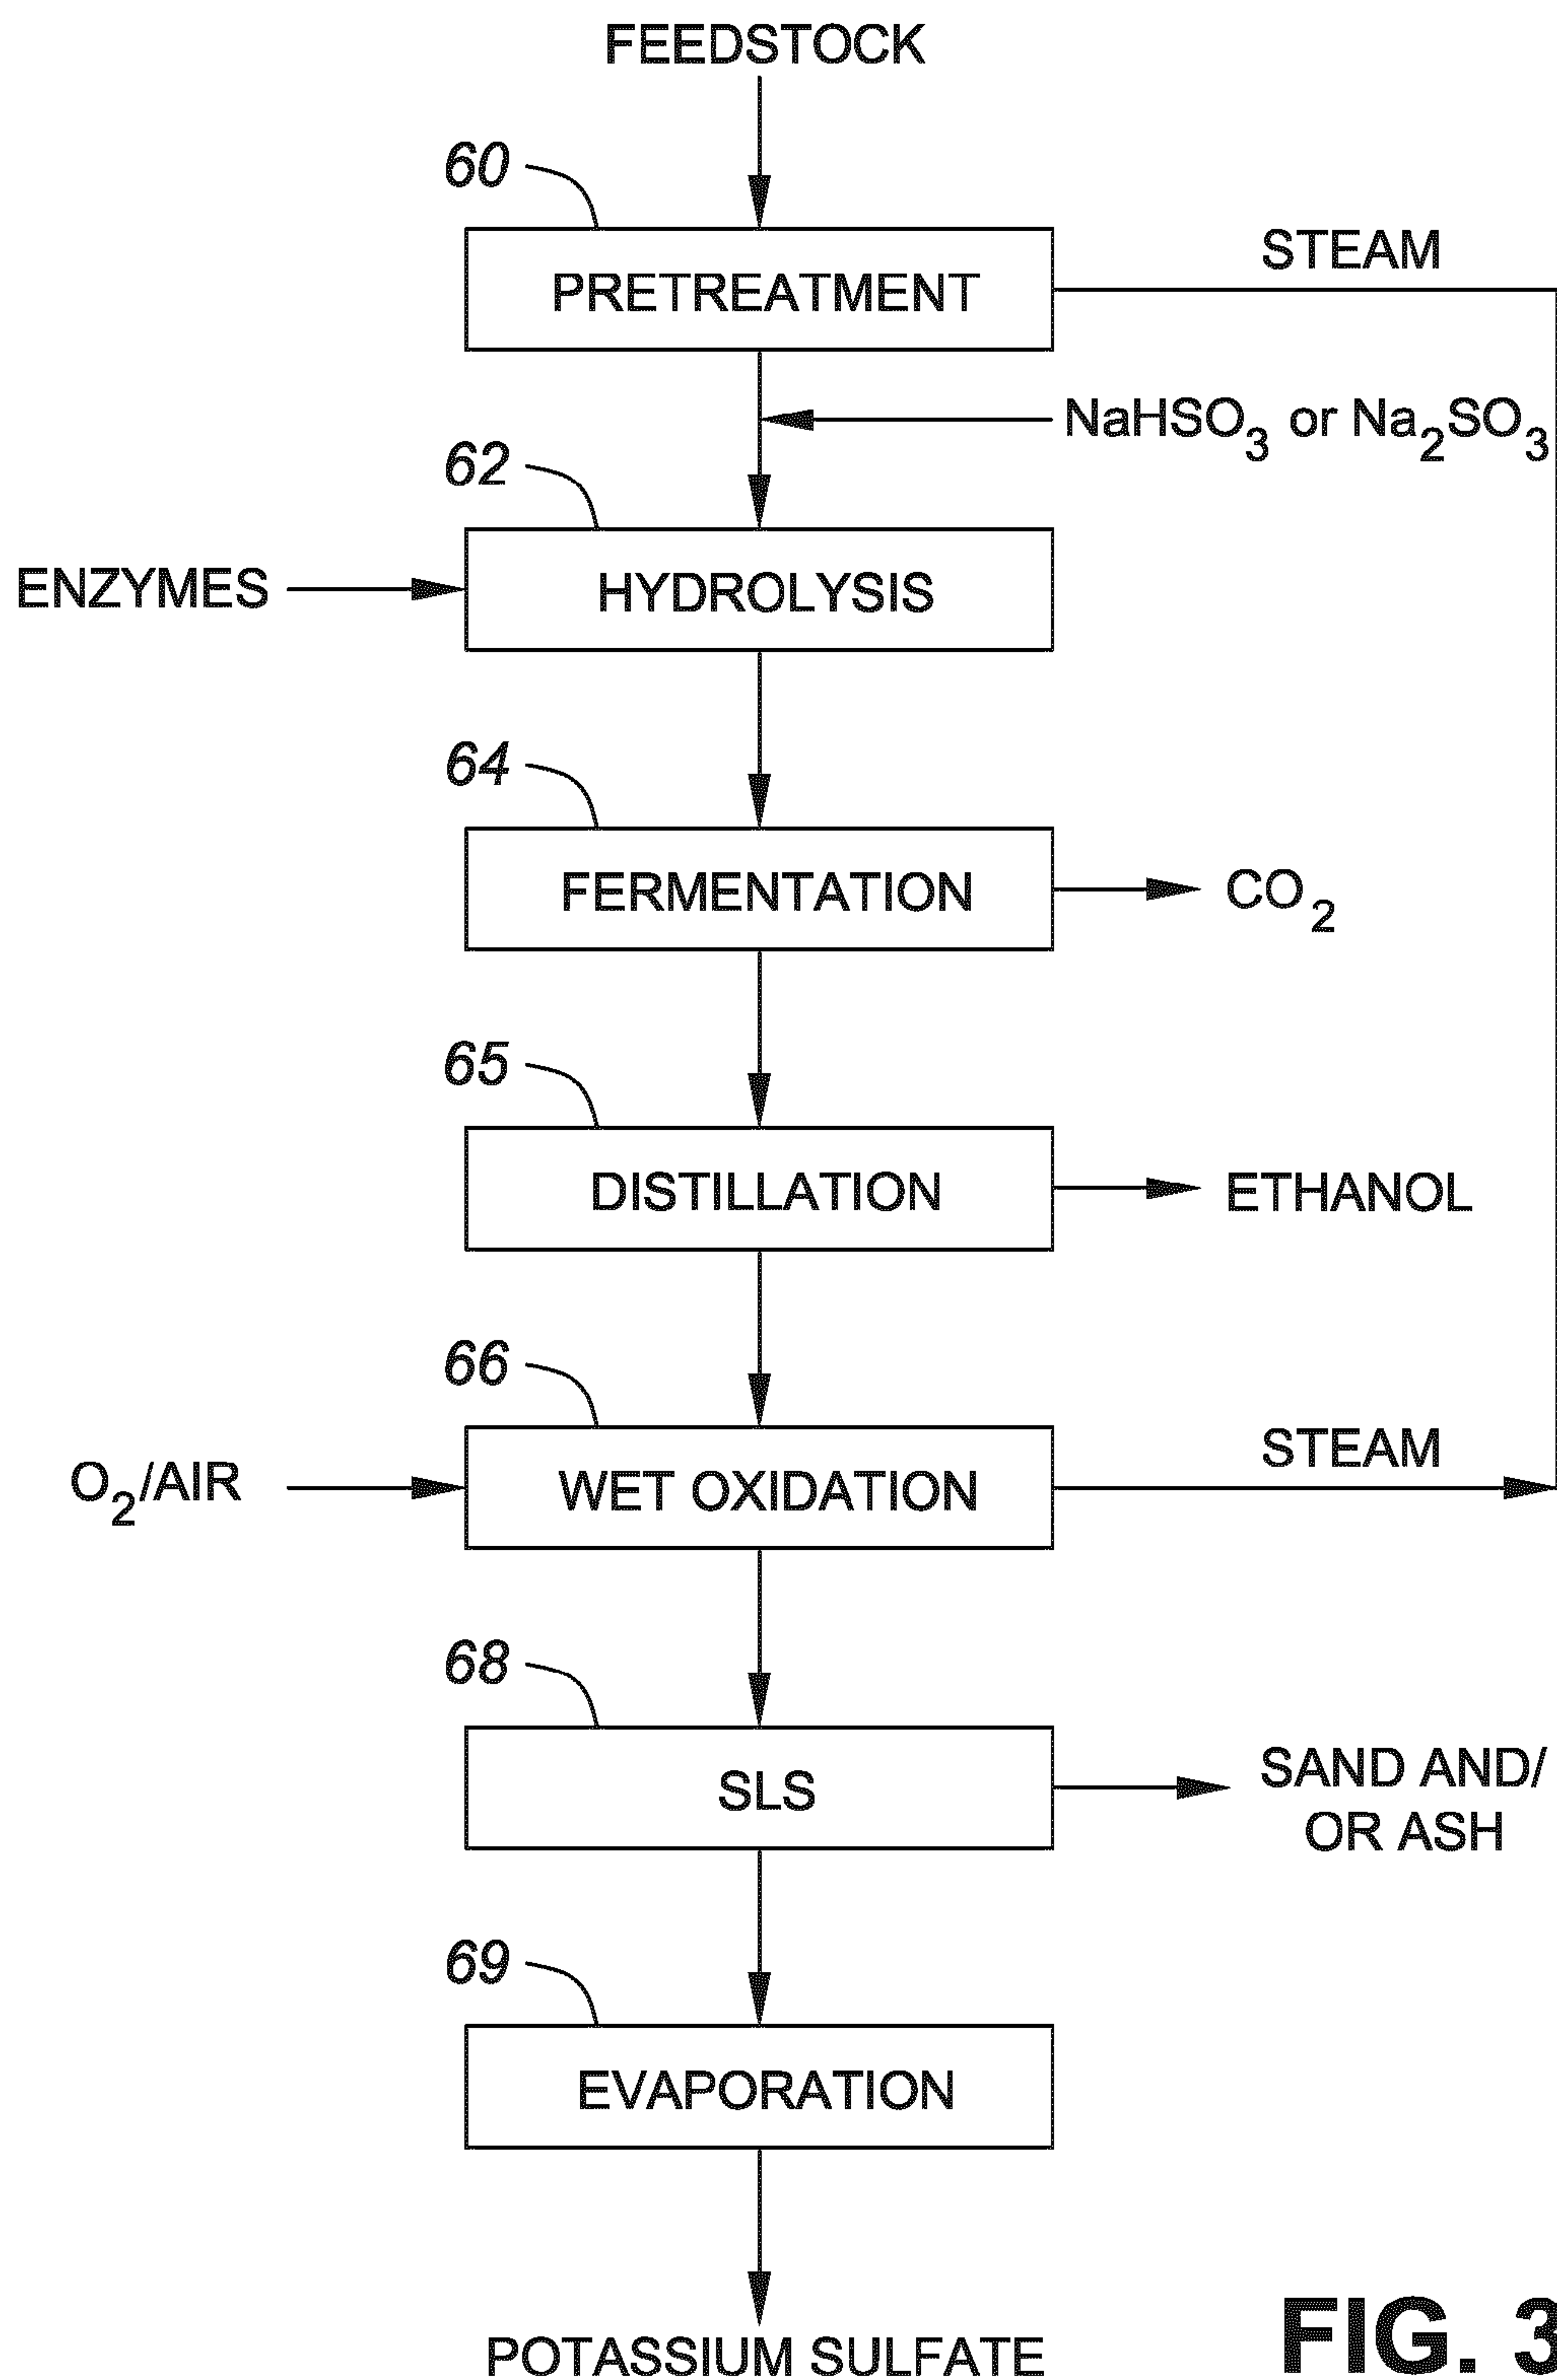 FEEDSTOCK
60
PRETREATMENT
STEAM
NaHSO3 or Na2SO3
62
ENZYMES
HYDROLYSIS
64
FERMENTATION
CO2
65
DISTILLATION
ETHANOL
66
O2/AIR
WET OXIDATION
STEAM
68
SLS
SAND AND/
OR ASH
69
EVAPORATION
POTASSIUM SULFATE
FIG. 3